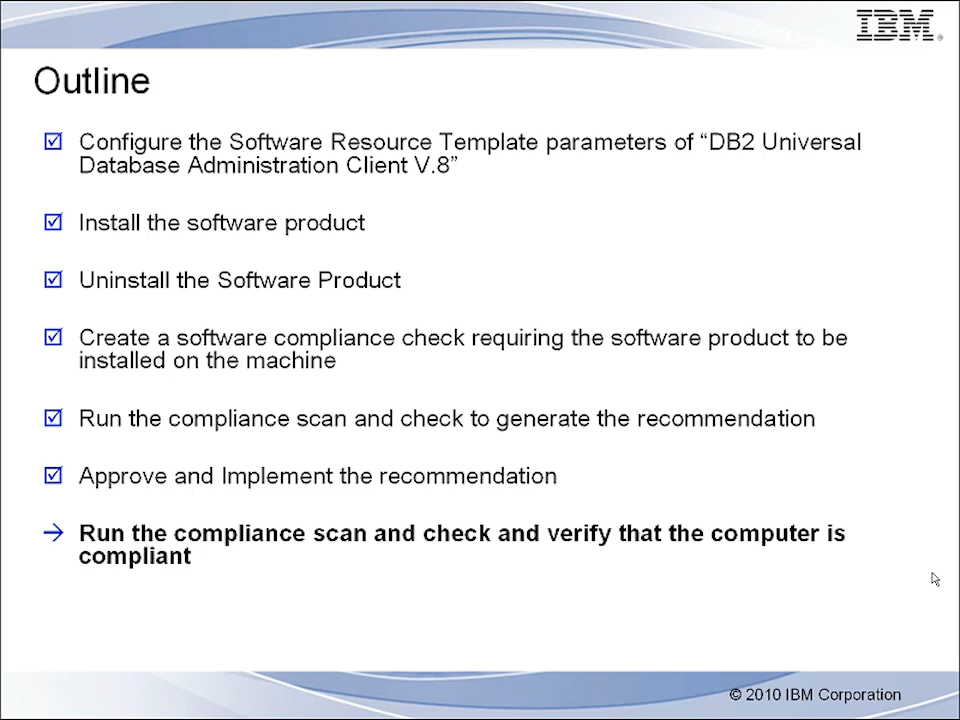 IBM®
Outline
Configure the Software Resource Template parameters of “DB2 Universal
Database Administration Client V.8”
Install the software product
Uninstall the Software Product
Create a software compliance check requiring the software product to be
installed on the machine
Run the compliance scan and check to generate the recommendation
Approve and Implement the recommendation
Run the compliance scan and check and verify that the computer is
compliant
© 2010 IBM Corporation